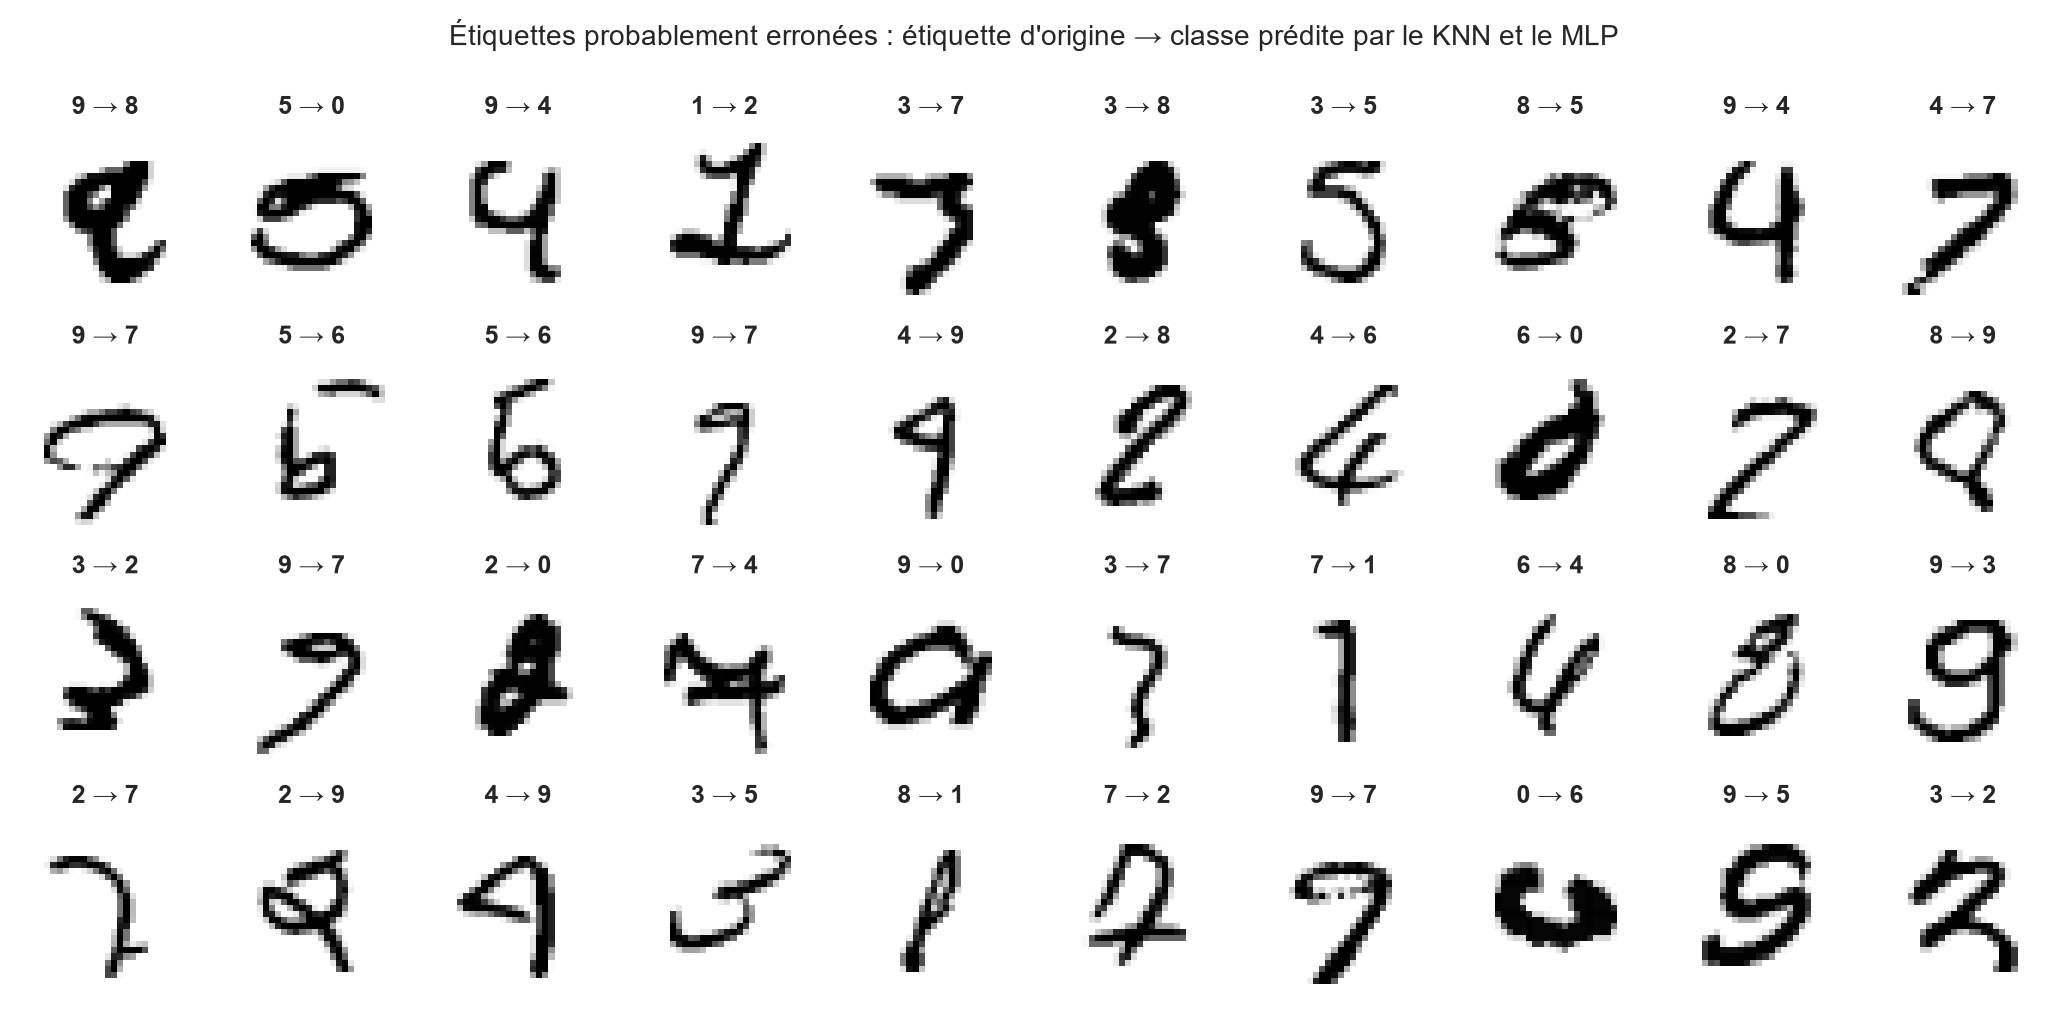 Étiquettes probablement erronées : étiquette d'origine → classe prédite par le KNN et le MLP
9 → 8 5 → 0 9 → 4 1 → 2 3 → 7 3 → 8 3 → 5 8 → 5 9 → 4 4 → 7
9 → 7 5 → 6 5 → 6 9 → 7 4 → 9 2 → 8 4 → 6 6 → 0 2 → 7 8 → 9
3 → 2 9 → 7 2 → 0 7 → 4 9 → 0 3 → 7 7 → 1 6 → 4 8 → 0 9 → 3
2 → 7 2 → 9 4 → 9 3 → 5 8 → 1 7 → 2 9 → 7 0 → 6 9 → 5 3 → 2